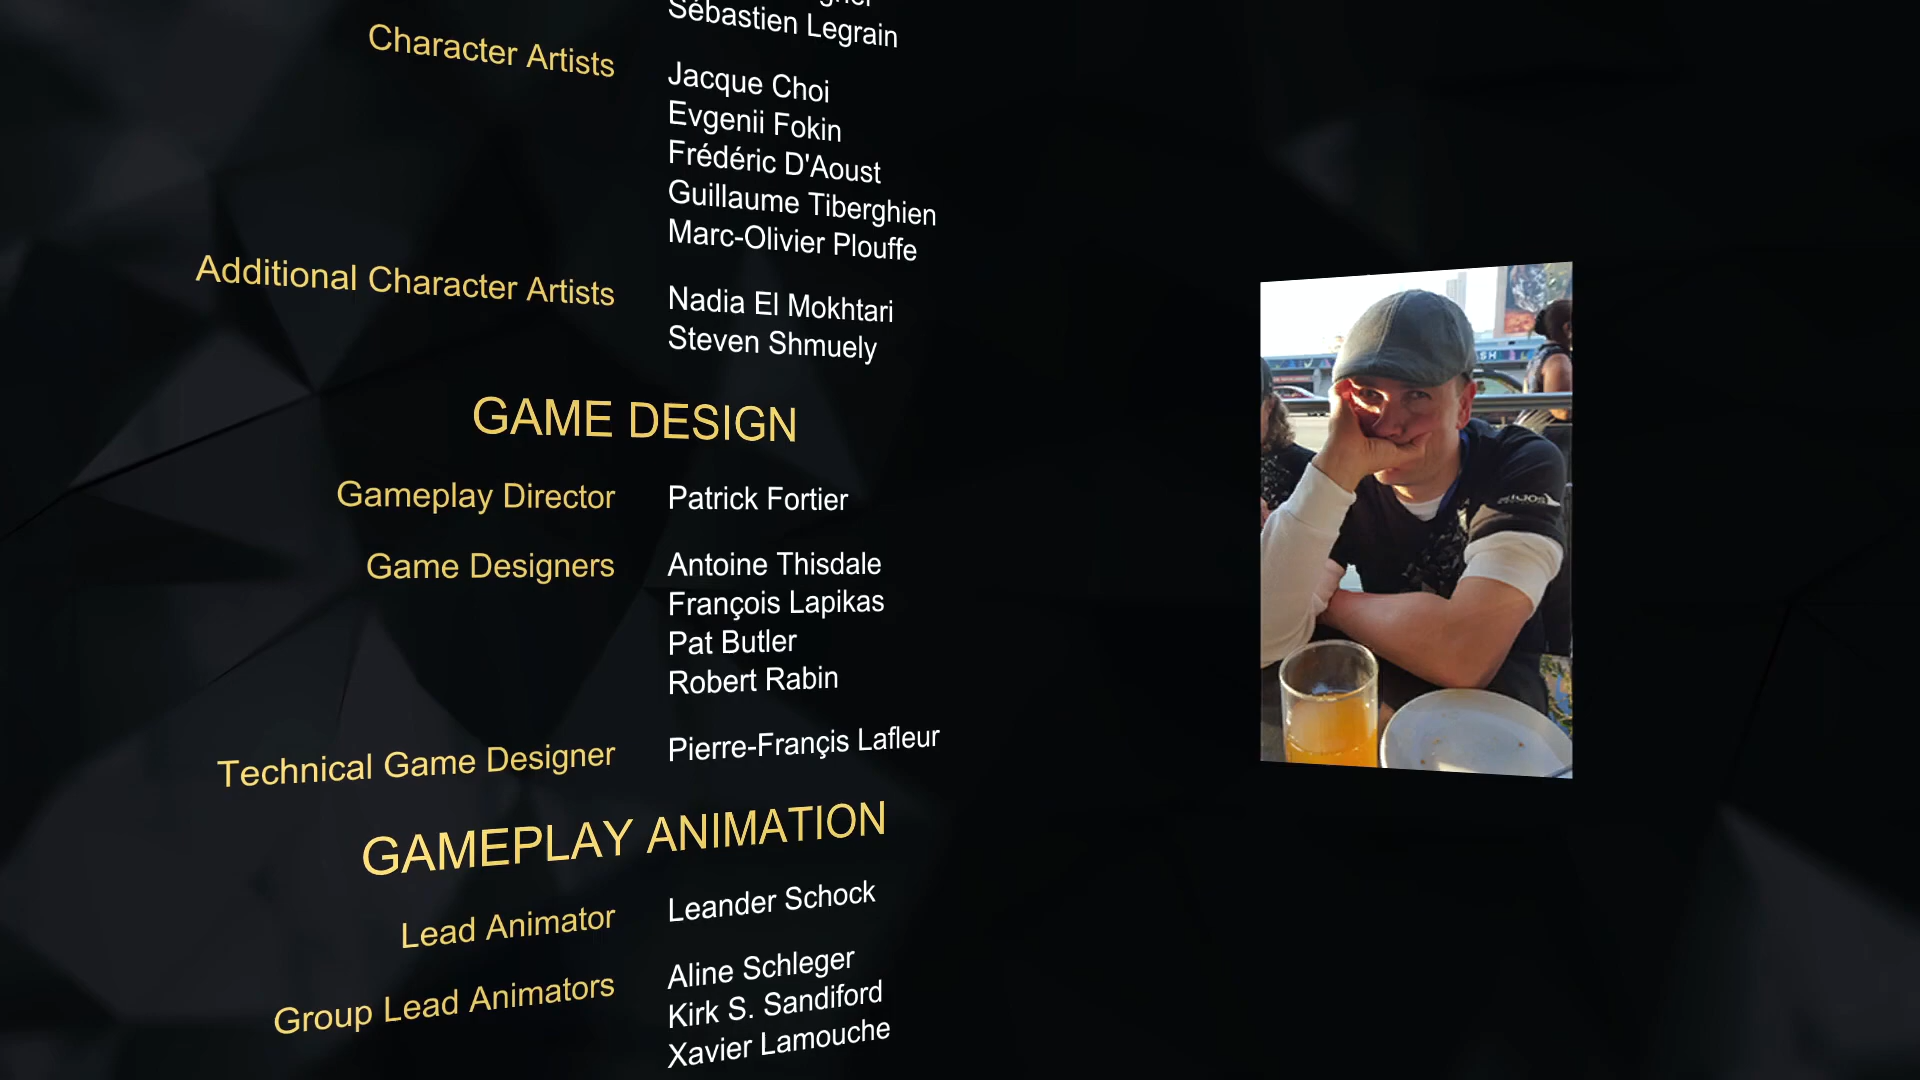 Sébastien Legrain
Character Artists
Jacque Choi
Evgenii Fokin
Frédéric D'Aoust
Guillaume Tiberghien
Marc-Olivier Plouffe
Additional Character Artists
Nadia El Mokhtari
Steven Shmuely
GAME DESIGN
Gameplay Director
Patrick Fortier
Game Designers
Antoine Thisdale
François Lapikas
Pat Butler
Robert Rabin
Technical Game Designer
Pierre-Françis Lafleur
GAMEPLAY ANIMATION
Lead Animator
Leander Schock
Group Lead Animators
Aline Schleger
Kirk S. Sandiford
Xavier Lamouche